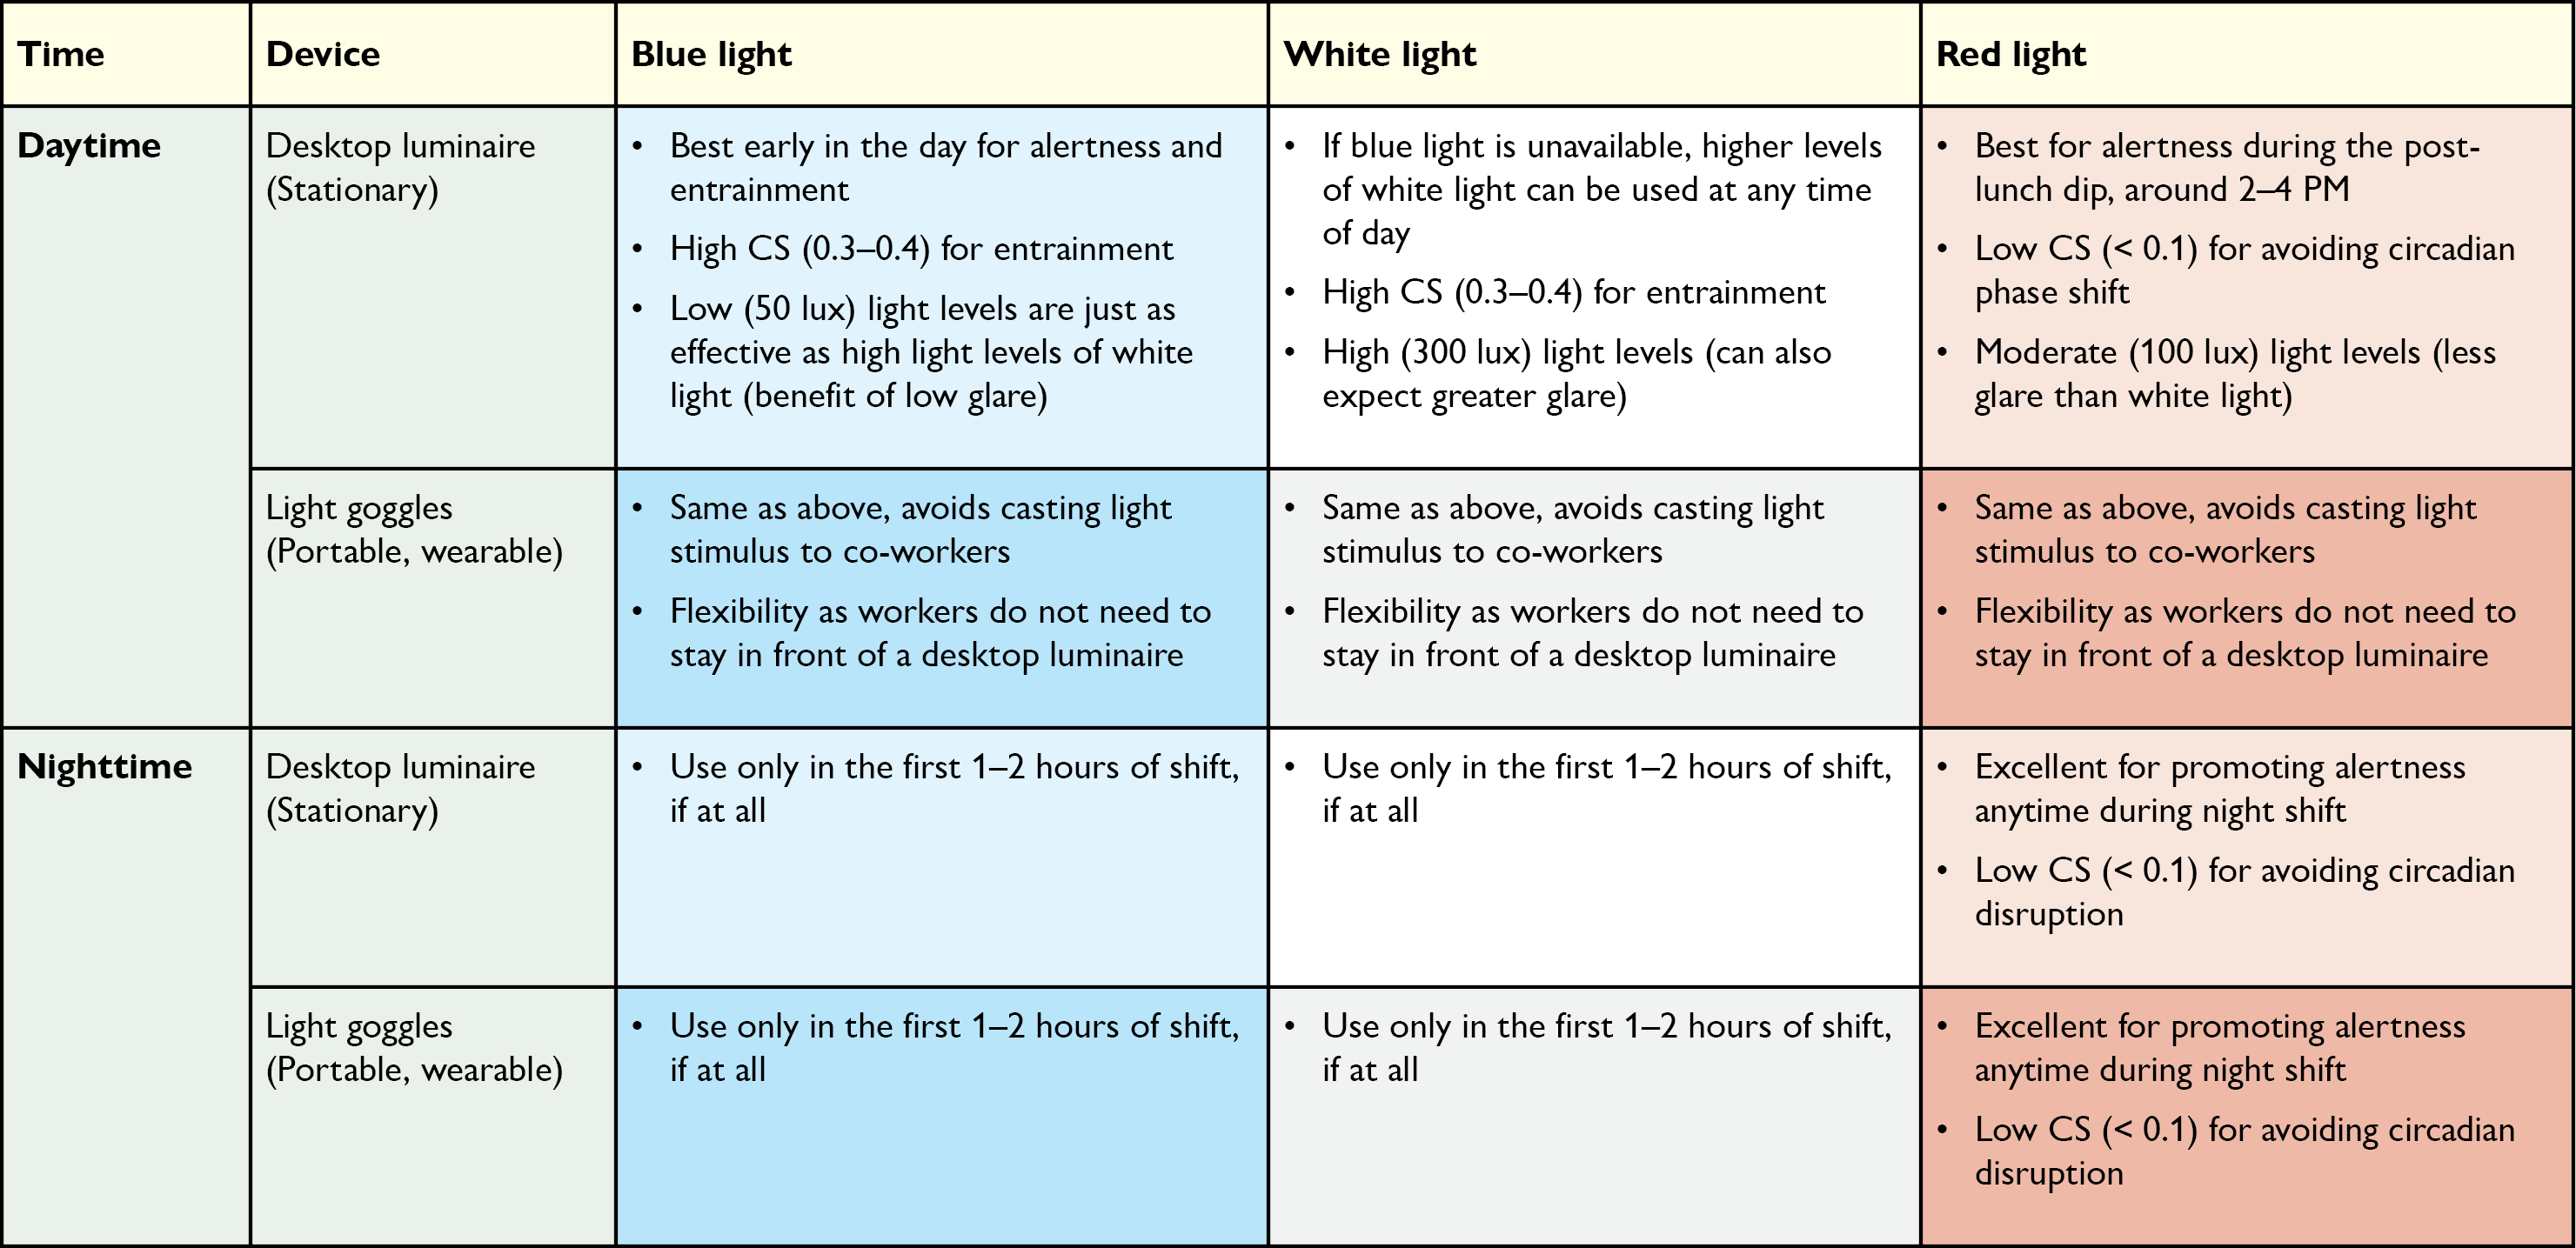 Time
Device
Blue light
White light
Red light
Daytime
Desktop luminaire
(Stationary)
• Best early in the day for alertness and
entrainment
• High CS (0.3–0.4) for entrainment
• Low (50 lux) light levels are just as
effective as high light levels of white
light (benefit of low glare)
• If blue light is unavailable, higher levels
of white light can be used at any time
of day
• High CS (0.3–0.4) for entrainment
• High (300 lux) light levels (can also
expect greater glare)
• Best for alertness during the post-
lunch dip, around 2–4 PM
• Low CS (< 0.1) for avoiding circadian
phase shift
• Moderate (100 lux) light levels (less
glare than white light)
Light goggles
(Portable, wearable)
• Same as above, avoids casting light
stimulus to co-workers
• Flexibility as workers do not need to
stay in front of a desktop luminaire
• Same as above, avoids casting light
stimulus to co-workers
• Flexibility as workers do not need to
stay in front of a desktop luminaire
• Same as above, avoids casting light
stimulus to co-workers
• Flexibility as workers do not need to
stay in front of a desktop luminaire
Nighttime
Desktop luminaire
(Stationary)
• Use only in the first 1–2 hours of shift,
if at all
• Use only in the first 1–2 hours of shift,
if at all
• Excellent for promoting alertness
anytime during night shift
• Low CS (< 0.1) for avoiding circadian
disruption
Light goggles
(Portable, wearable)
• Use only in the first 1–2 hours of shift,
if at all
• Use only in the first 1–2 hours of shift,
if at all
• Excellent for promoting alertness
anytime during night shift
• Low CS (< 0.1) for avoiding circadian
disruption